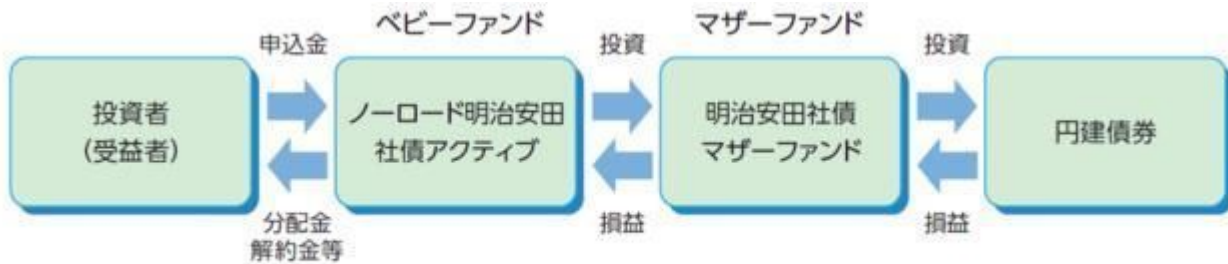 ベビーファンド
マザーファンド
申込金
投資
投資
投資者
(受益者)
ノーロード明治安田
社債アクティブ
明治安田社債
マザーファンド
円建債券
分配金
解約金等
損益
損益